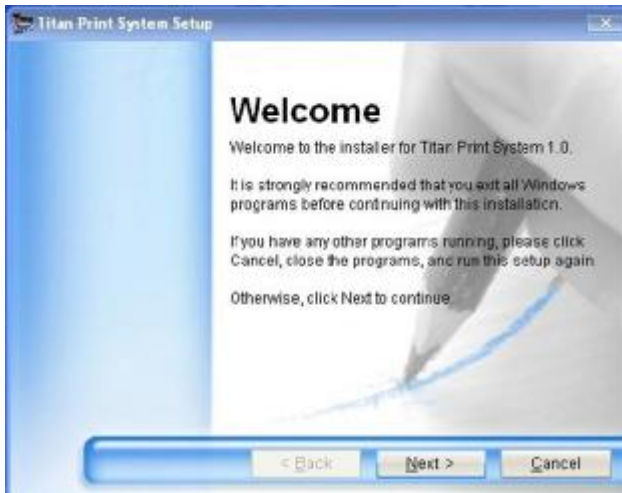 Titan Print System Setup
Welcome
Welcome to the installer for Titan Print System 1.0.
It is strongly recommended that you exit all Windows
programs before continuing with this installation.
If you have any other programs running, please click
Cancel, close the programs, and run this setup again
Otherwise, click Next to continue.
< Back
Next >
Cancel